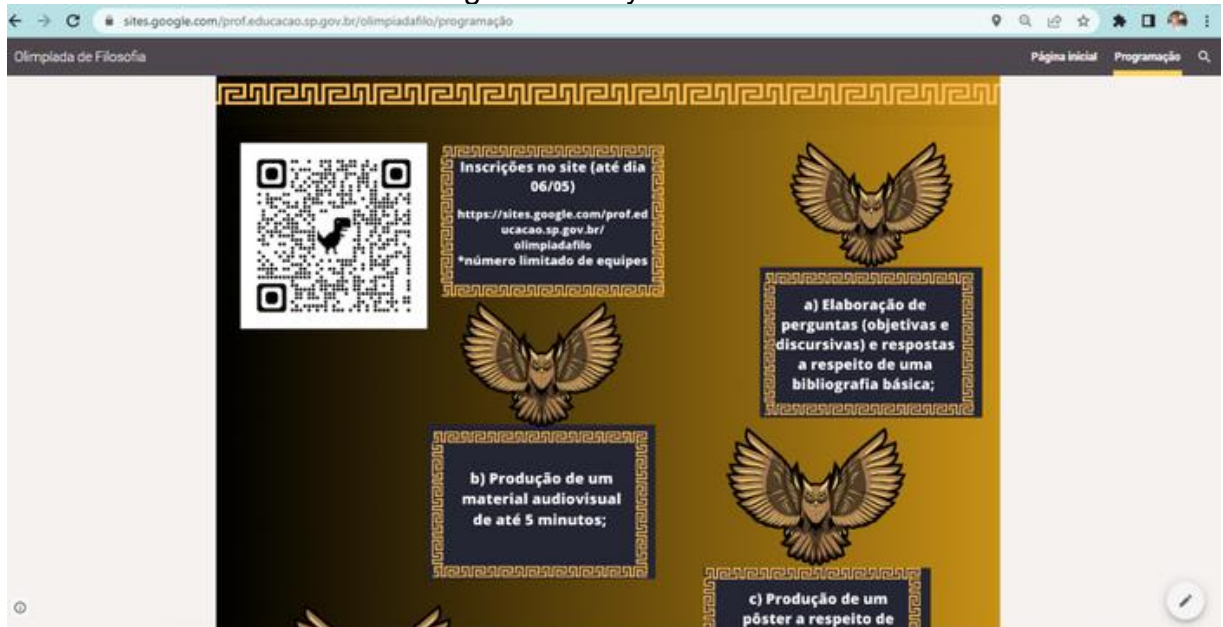 sites.google.com/prof.educacao.sp.gov.br/olimpiadafilo/programação
Olimpíada de Filosofia
Página inicial
Programação
Inscrições no site (até dia
06/05)
https://sites.google.com/prof.ed
ucacao.sp.gov.br/
olimpiadafilo
*número limitado de equipes
a) Elaboração de
perguntas (objetivas e
discursivas) e respostas
a respeito de uma
bibliografia básica;
b) Produção de um
material audiovisual
de até 5 minutos;
c) Produção de um
pôster a respeito de